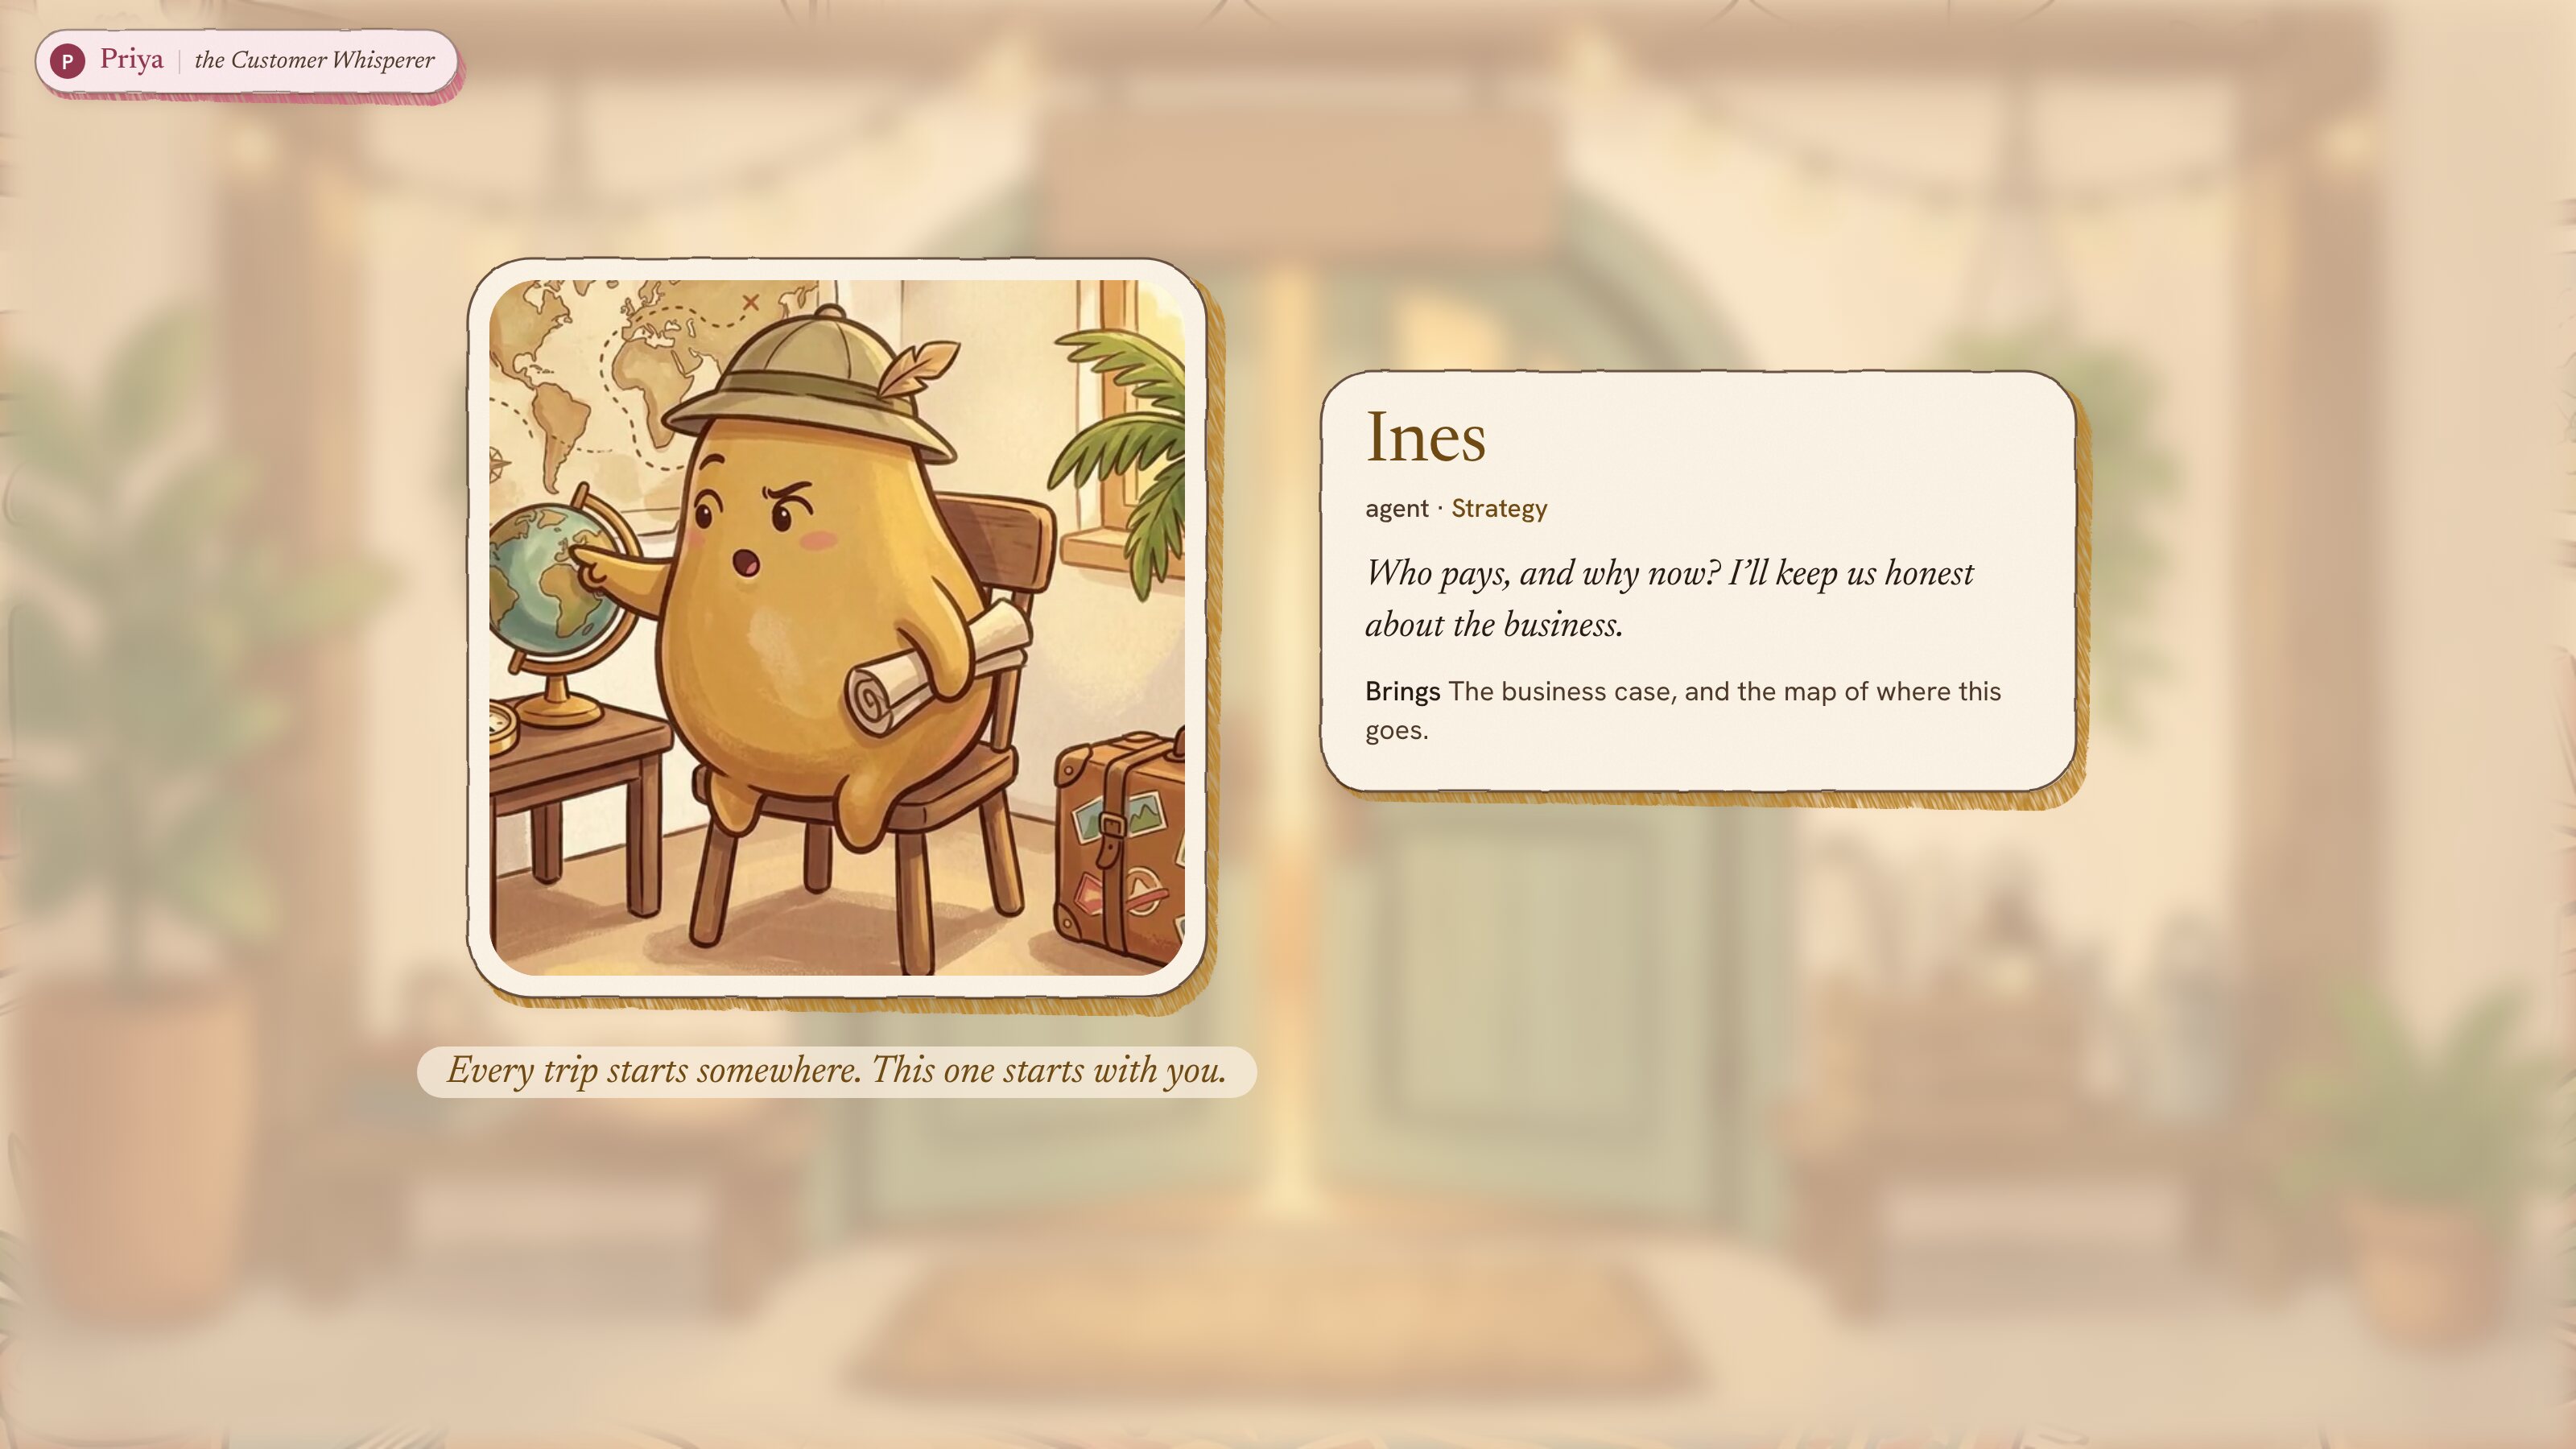 P Priya the Customer Whisperer
Ines
agent · Strategy
Who pays, and why now? I'll keep us honest
about the business.
Brings The business case, and the map of where this
goes.
Every trip starts somewhere. This one starts with you.